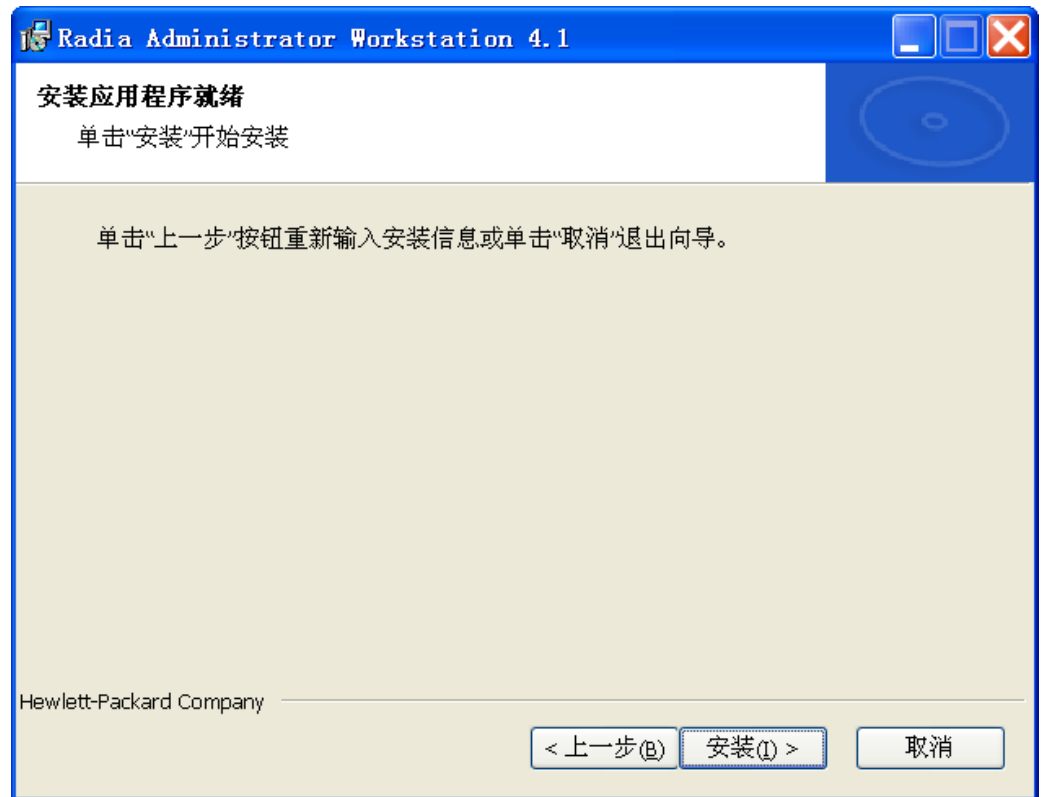 Radia Administrator Workstation 4.1
安装应用程序就绪
单击“安装”开始安装
单击“上一步”按钮重新输入安装信息或单击“取消”退出向导。
Hewlett-Packard Company
< 上一步(B) 安装(I) > 取消